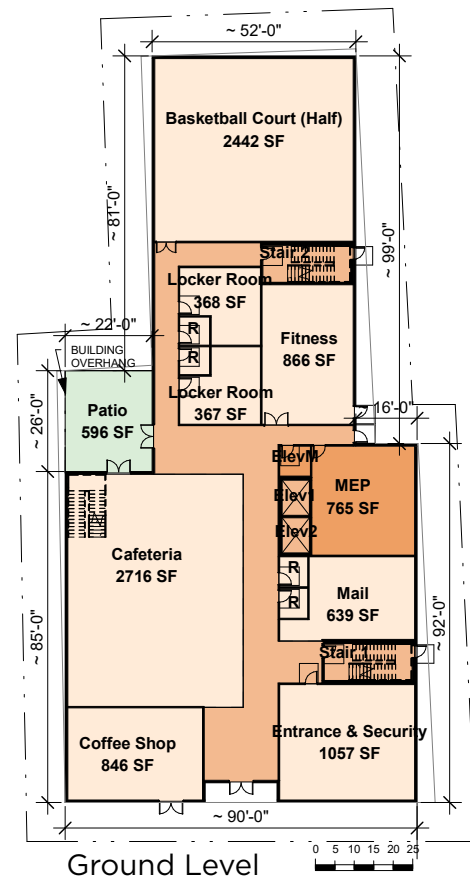 ~ 52'-0"
Basketball Court (Half)
2442 SF
~ 81'-0"
~ 99'-0"
Stair 2
Locker Room
368 SF
R
Fitness
866 SF
~ 22'-0"
BUILDING
OVERHANG
R
Locker Room
367 SF
~ 26'-0"
Patio
596 SF
16'-0"
ElevM
MEP
765 SF
Elev1
Elev2
Cafeteria
2716 SF
R
Mail
639 SF
R
~ 85'-0"
~ 92'-0"
Stair 1
Coffee Shop
846 SF
Entrance & Security
1057 SF
~ 90'-0"
Ground Level
0 5 10 15 20 25